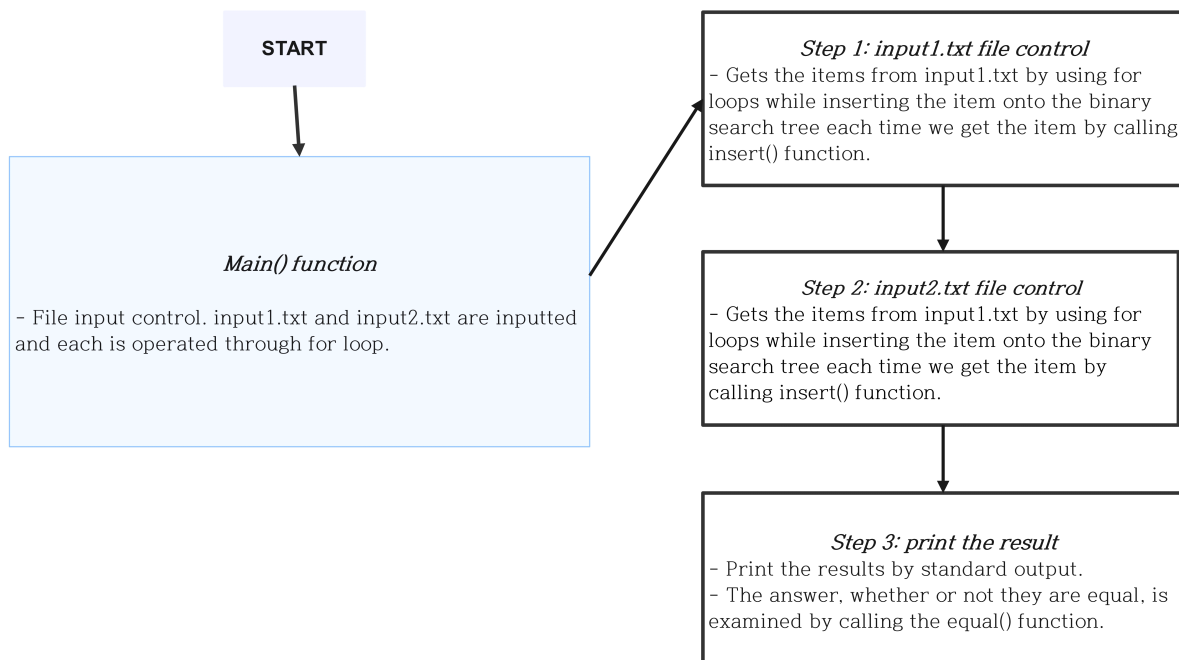 START
Main() function
- File input control. input1.txt and input2.txt are inputted
and each is operated through for loop.
Step 1: input1.txt file control
- Gets the items from input1.txt by using for
loops while inserting the item onto the binary
search tree each time we get the item by calling
insert() function.
Step 2: input2.txt file control
- Gets the items from input1.txt by using for
loops while inserting the item onto the binary
search tree each time we get the item by
calling insert() function.
Step 3: print the result
- Print the results by standard output.
- The answer, whether or not they are equal, is
examined by calling the equal() function.